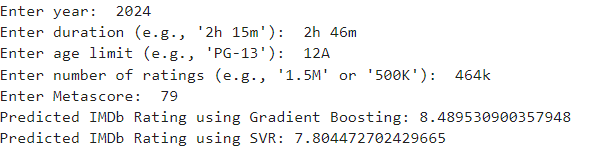 Enter year:  2024
Enter duration (e.g., '2h 15m'):  2h 46m
Enter age limit (e.g., 'PG-13'):  12A
Enter number of ratings (e.g., '1.5M' or '500K'):  464k
Enter Metascore:  79
Predicted IMDb Rating using Gradient Boosting: 8.489530900357948
Predicted IMDb Rating using SVR: 7.804472702429665